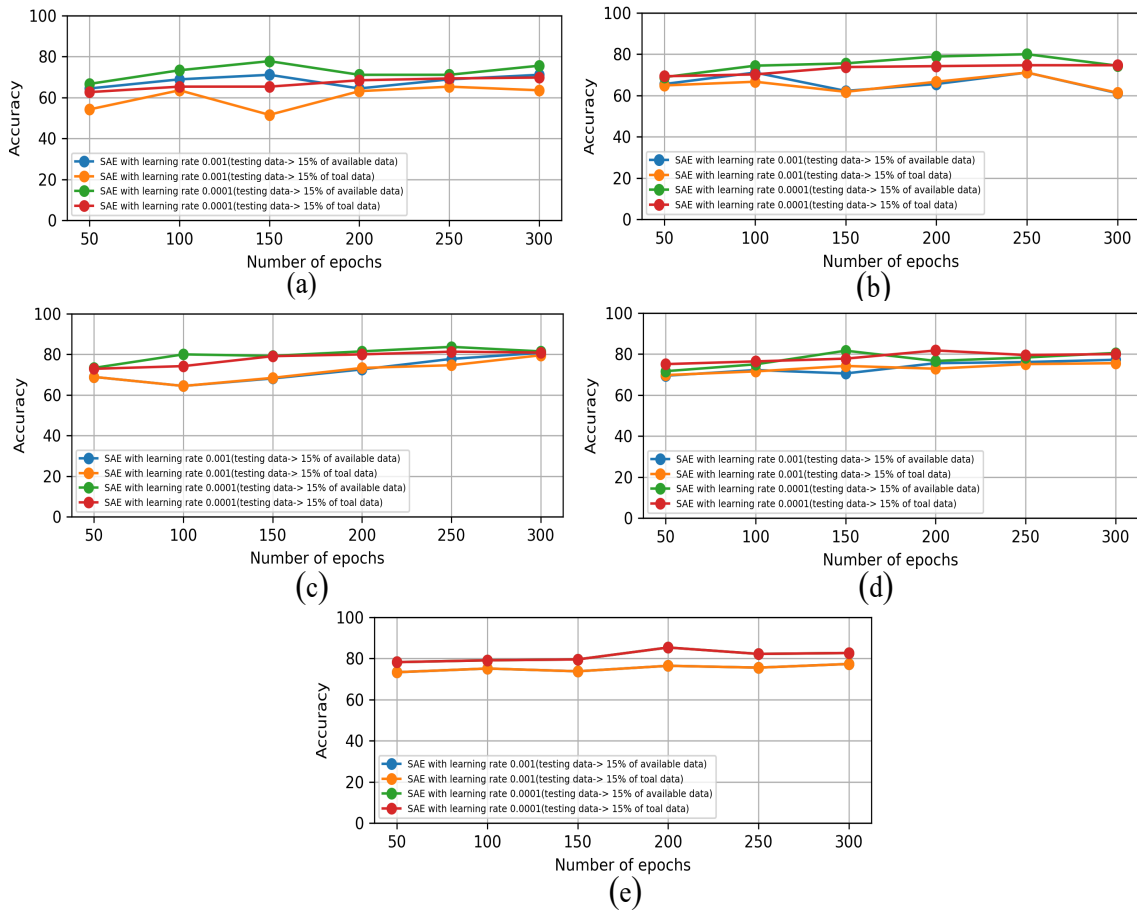 100
80
60
40
20
0
Accuracy
SAE with learning rate 0.001(testing data-> 15% of available data)
SAE with learning rate 0.001(testing data-> 15% of toal data)
SAE with learning rate 0.0001(testing data-> 15% of available data)
SAE with learning rate 0.0001(testing data-> 15% of toal data)
50 100 150 200 250 300
Number of epochs
(a)
100
80
60
40
20
0
Accuracy
SAE with learning rate 0.001(testing data-> 15% of available data)
SAE with learning rate 0.001(testing data-> 15% of toal data)
SAE with learning rate 0.0001(testing data-> 15% of available data)
SAE with learning rate 0.0001(testing data-> 15% of toal data)
50 100 150 200 250 300
Number of epochs
(b)
100
80
60
40
20
0
Accuracy
SAE with learning rate 0.001(testing data-> 15% of available data)
SAE with learning rate 0.001(testing data-> 15% of toal data)
SAE with learning rate 0.0001(testing data-> 15% of available data)
SAE with learning rate 0.0001(testing data-> 15% of toal data)
50 100 150 200 250 300
Number of epochs
(c)
100
80
60
40
20
0
Accuracy
SAE with learning rate 0.001(testing data-> 15% of available data)
SAE with learning rate 0.001(testing data-> 15% of toal data)
SAE with learning rate 0.0001(testing data-> 15% of available data)
SAE with learning rate 0.0001(testing data-> 15% of toal data)
50 100 150 200 250 300
Number of epochs
(d)
100
80
60
40
20
0
Accuracy
SAE with learning rate 0.001(testing data-> 15% of available data)
SAE with learning rate 0.001(testing data-> 15% of toal data)
SAE with learning rate 0.0001(testing data-> 15% of available data)
SAE with learning rate 0.0001(testing data-> 15% of toal data)
50 100 150 200 250 300
Number of epochs
(e)